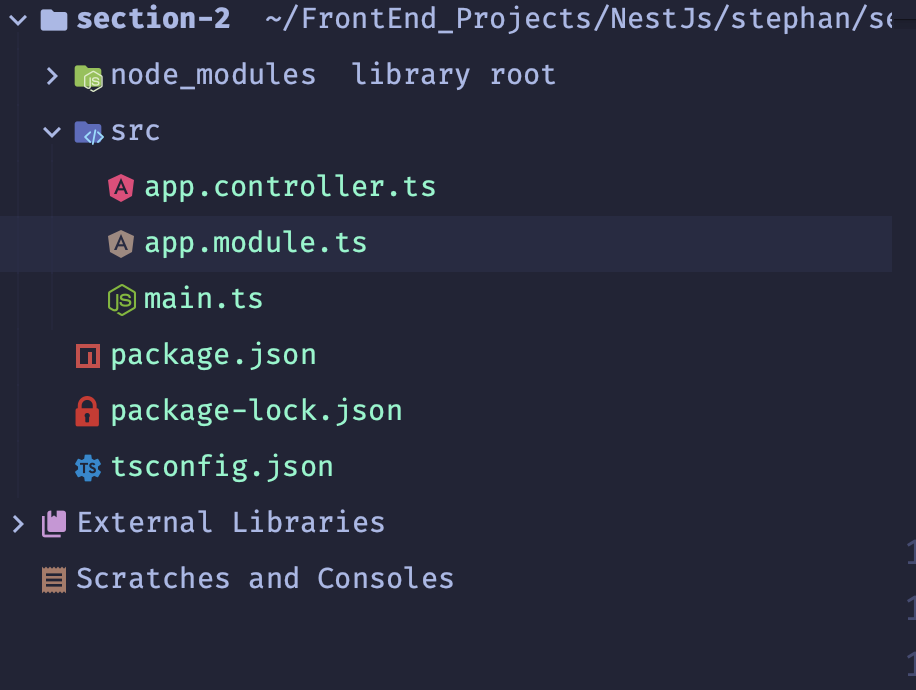 section-2 ~/FrontEnd_Projects/NestJs/stephan/se
node_modules library root
src
app.controller.ts
app.module.ts
main.ts
package.json
package-lock.json
tsconfig.json
External Libraries
Scratches and Consoles